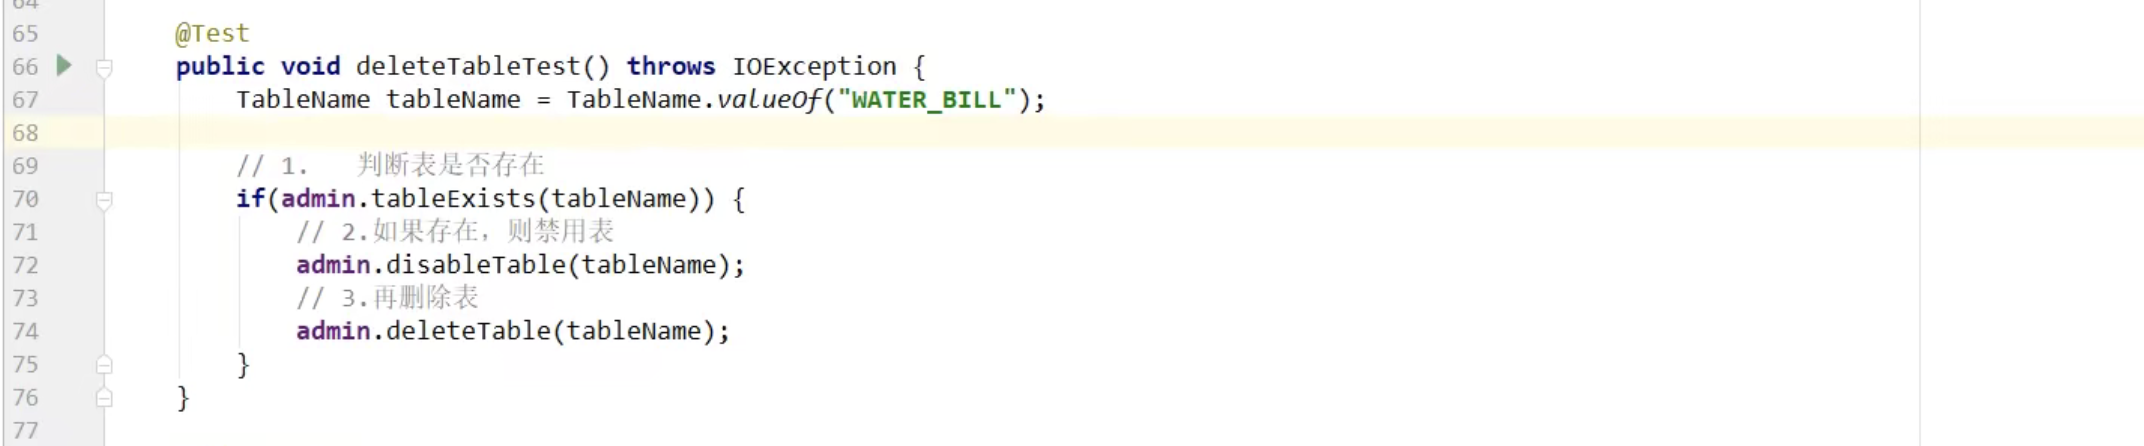 64
65 @Test
66 public void deleteTableTest() throws IOException {
67 TableName tableName = TableName.valueOf("WATER_BILL");
68
69 // 1. 判断表是否存在
70 if(admin.tableExists(tableName)) {
71 // 2.如果存在，则禁用表
72 admin.disableTable(tableName);
73 // 3.再删除表
74 admin.deleteTable(tableName);
75 }
76 }
77